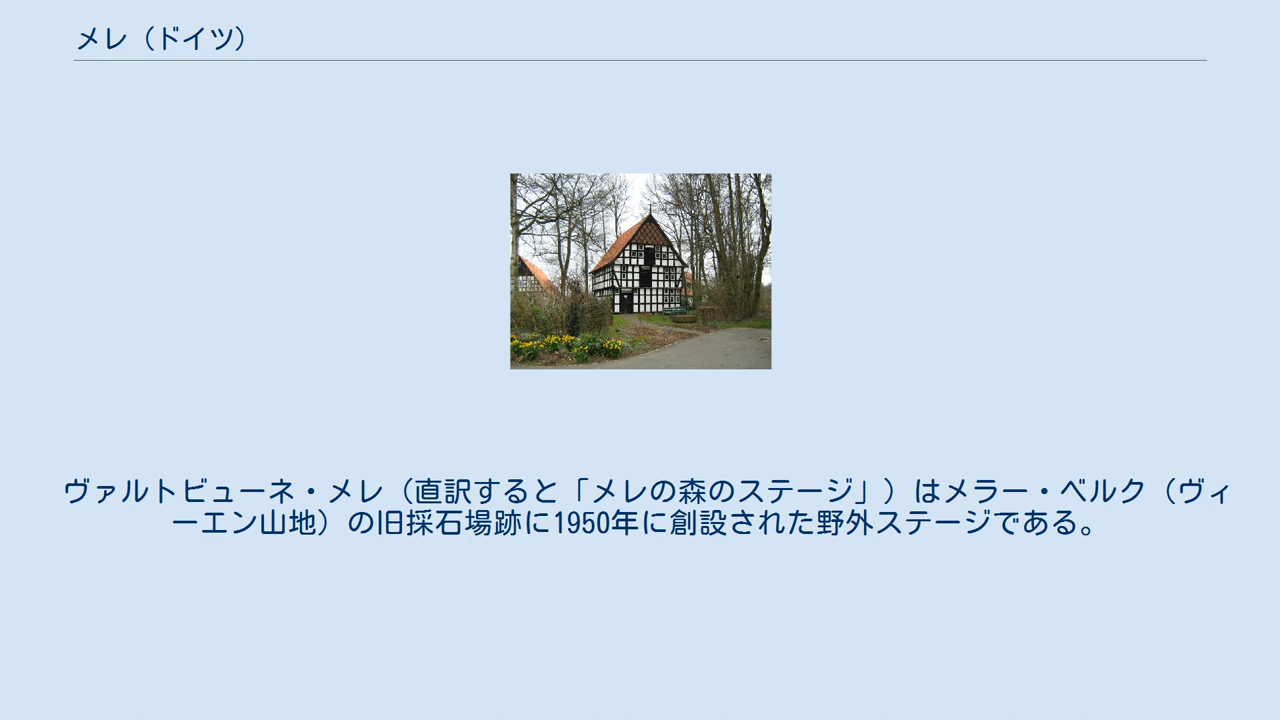 メレ（ドイツ）
ヴァルトビューネ・メレ（直訳すると「メレの森のステージ」）はメラー・ベルク（ヴィ
ーエン山地）の旧採石場跡に1950年に創設された野外ステージである。